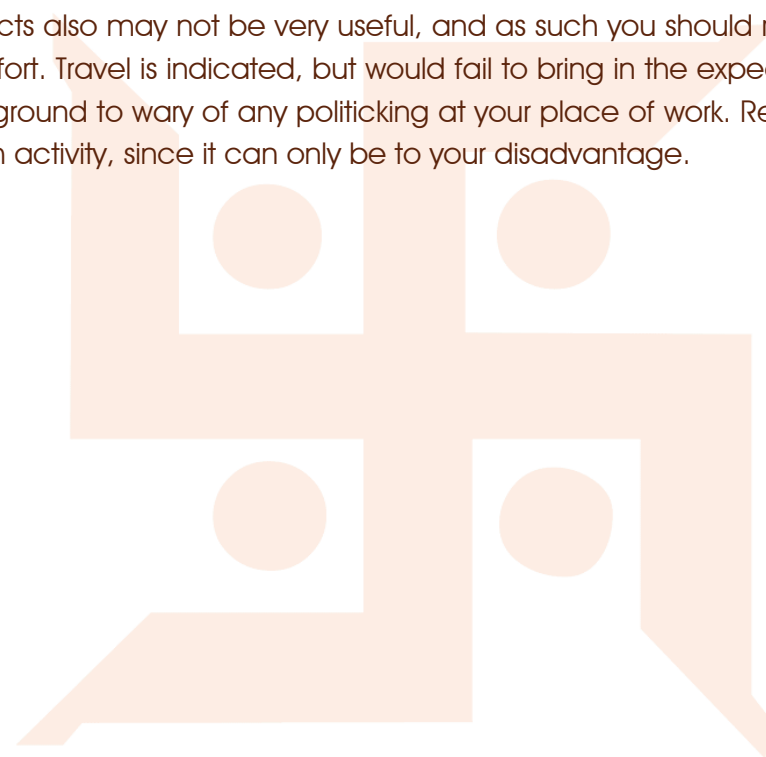 cts also may not be very useful, and as such you should
fort. Travel is indicated, but would fail to bring in the expe
ground to wary of any politicking at your place of work. Re
activity, since it can only be to your disadvantage.